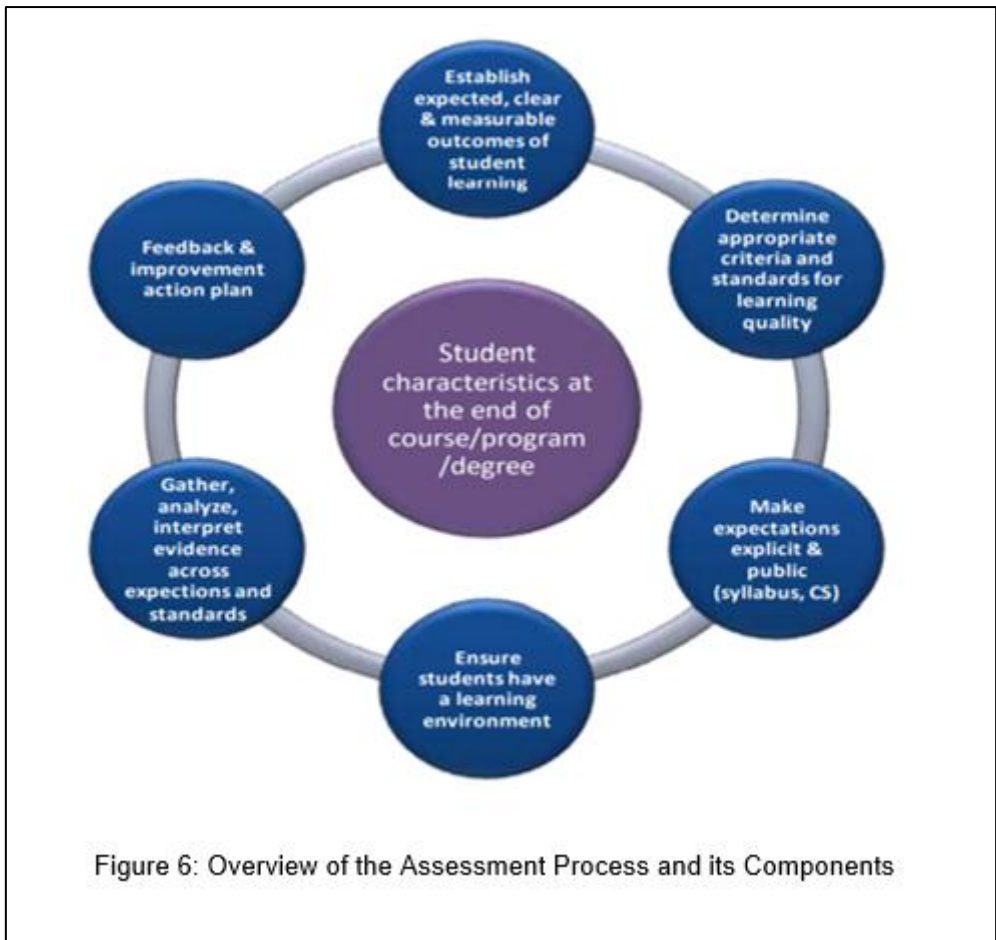 Establish
expected, clear
& measurable
outcomes of
student
learning
Determine
appropriate
criteria and
standards for
learning
quality
Make
expectations
explicit &
public
(syllabus, CS)
Ensure
students have
a learning
environment
Gather,
analyze,
interpret
evidence
across
expections and
standards
Feedback &
improvement
action plan
Student
characteristics at
the end of
course/program
/degree
Figure 6: Overview of the Assessment Process and its Components